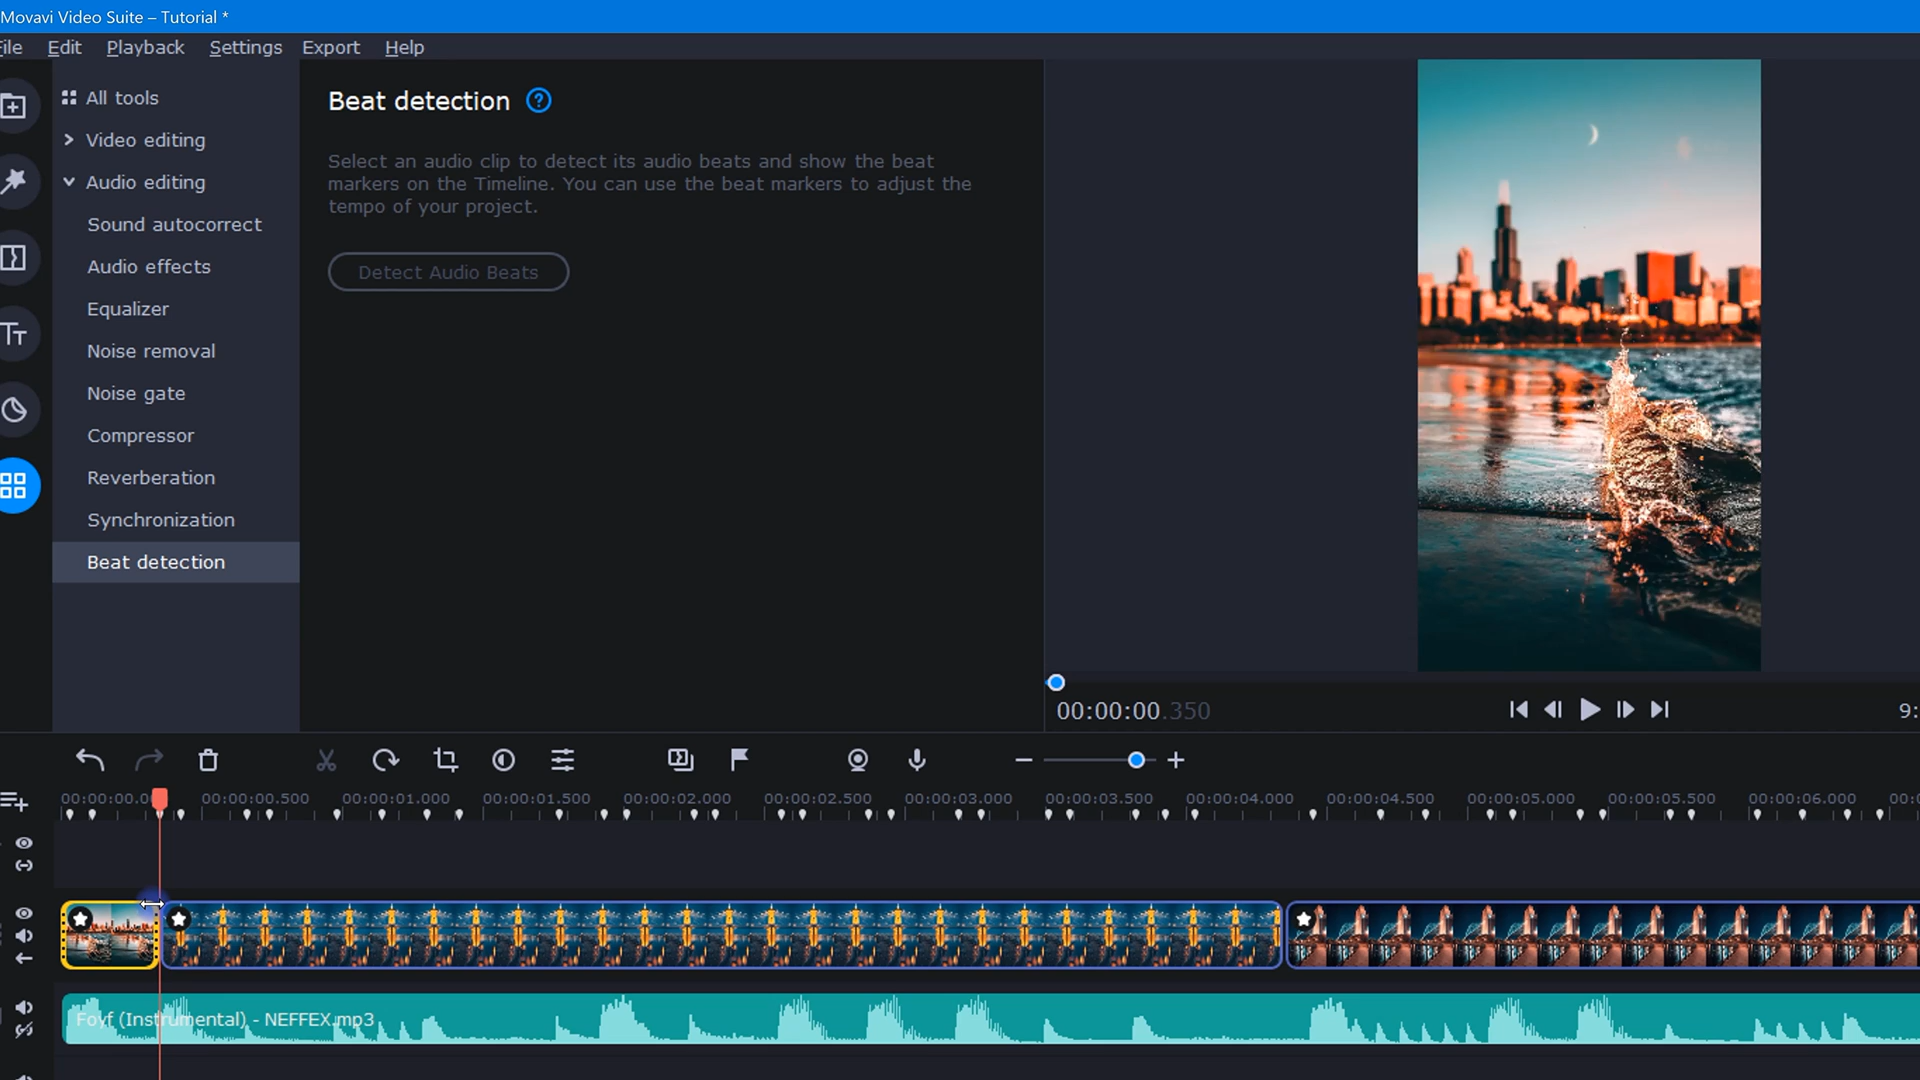 Movavi Video Suite – Tutorial *
File Edit Playback Settings Export Help
All tools
Video editing
Audio editing
Sound autocorrect
Audio effects
Equalizer
Noise removal
Noise gate
Compressor
Reverberation
Synchronization
Beat detection
Beat detection ?
Select an audio clip to detect its audio beats and show the beat
markers on the Timeline. You can use the beat markers to adjust the
tempo of your project.
Detect Audio Beats
00:00:00.350
9:
00:00:00.0 00:00:00.500 00:00:01.000 00:00:01.500 00:00:02.000 00:00:02.500 00:00:03.000 00:00:03.500 00:00:04.000 00:00:04.500 00:00:05.000 00:00:05.500 00:00:06.000 00:0
Foyf (Instrumental) - NEFFEX.mp3